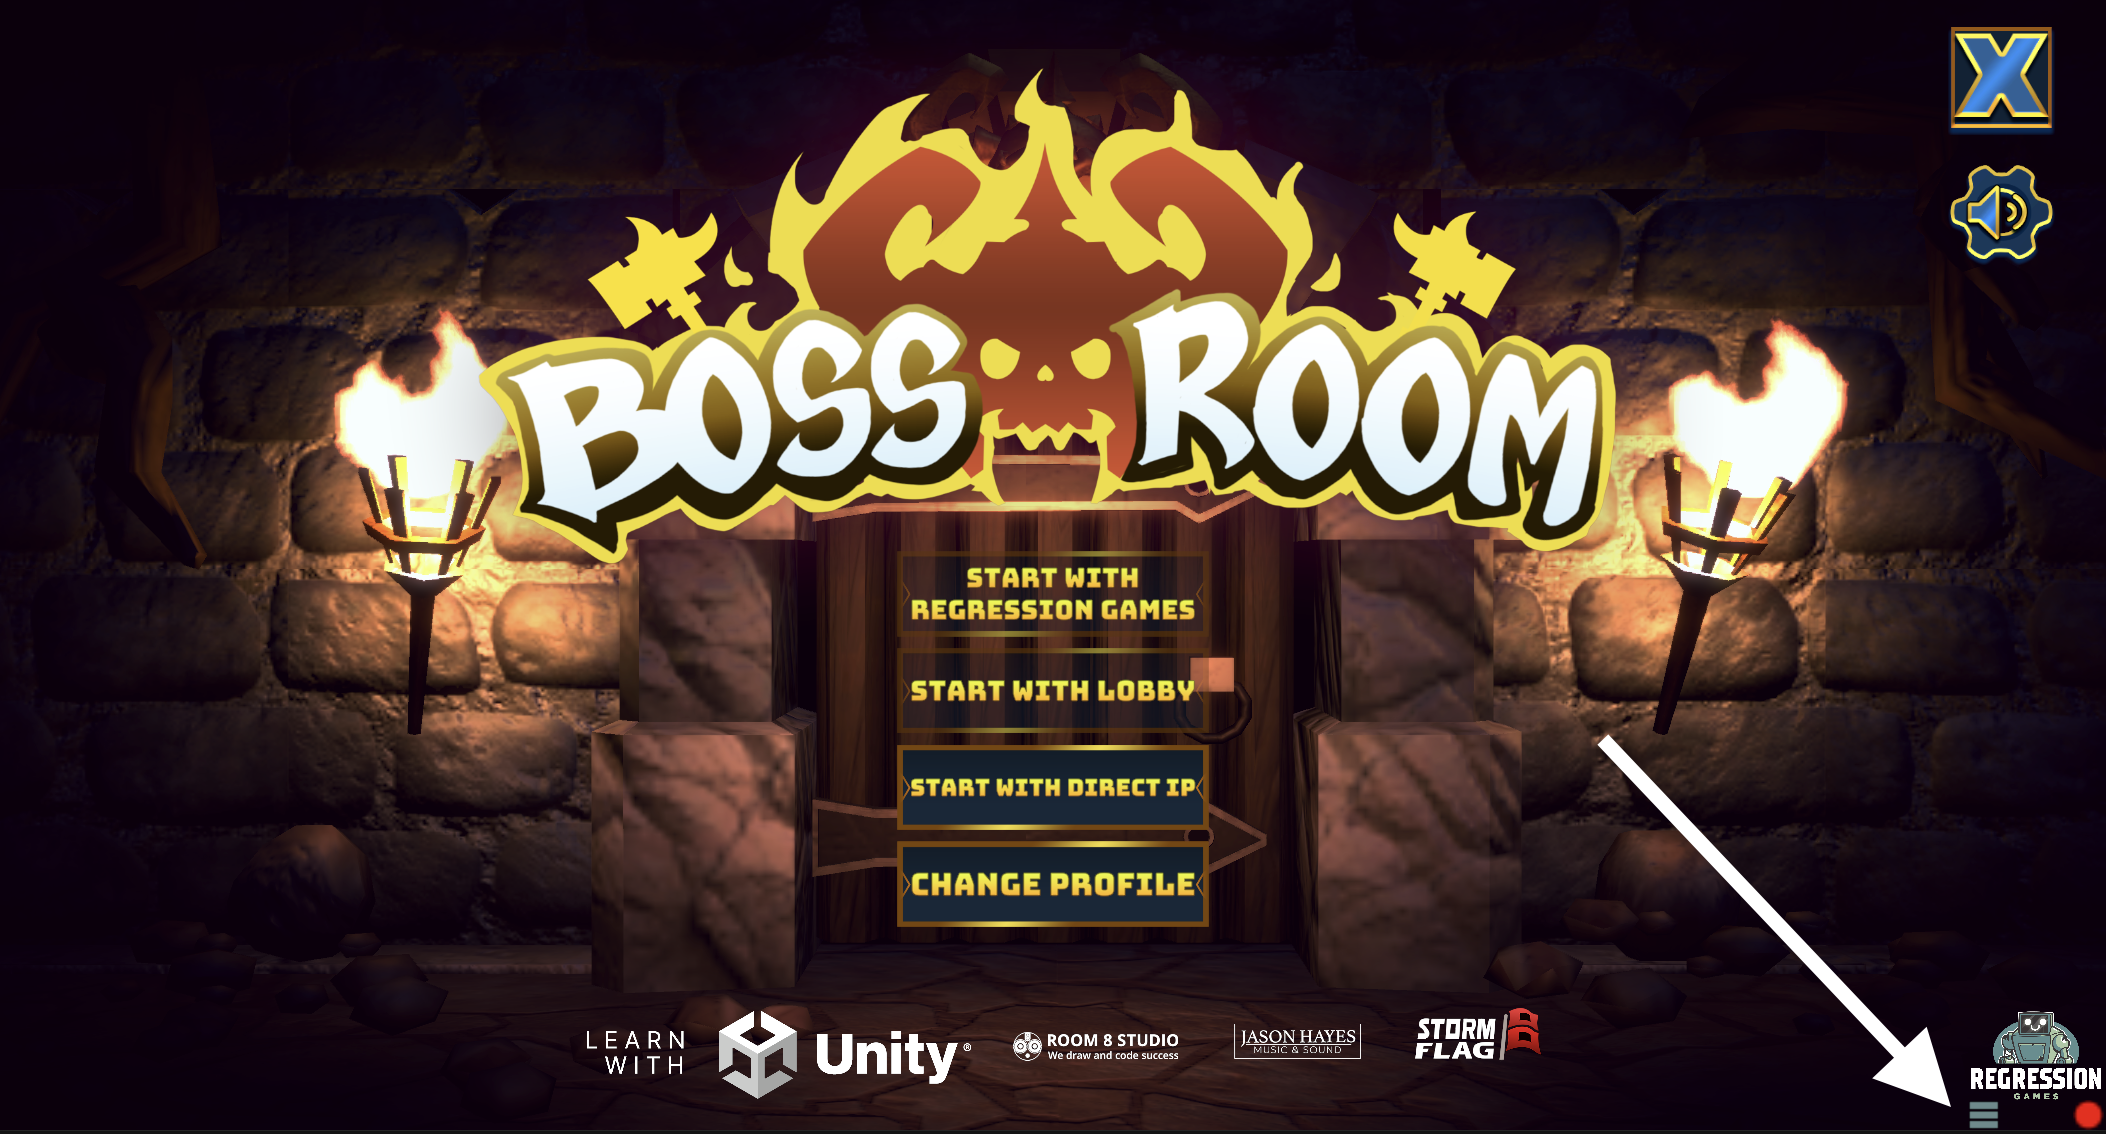 BOSS ROOM
START WITH
REGRESSION GAMES
START WITH LOBBY
START WITH DIRECT IP
CHANGE PROFILE
LEARN
WITH
Unity®
ROOM 8 STUDIO
We draw and code success
JASON HAYES
MUSIC & SOUND
STORM
FLAG
REGRESSION
GAMES